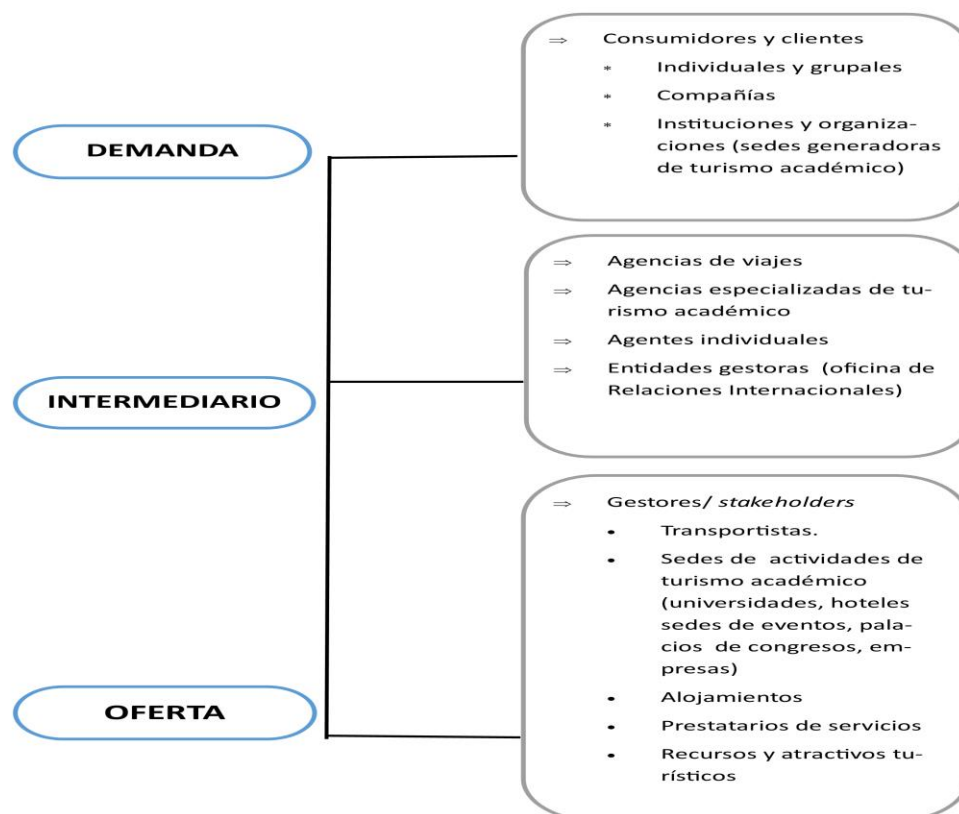 ⇒ Consumidores y clientes
* Individuales y grupales
* Compañías
* Instituciones y organiza-
ciones (sedes generadoras
de turismo académico)
DEMANDA
⇒ Agencias de viajes
⇒ Agencias especializadas de tu-
rismo académico
⇒ Agentes individuales
⇒ Entidades gestoras (oficina de
Relaciones Internacionales)
INTERMEDIARIO
⇒ Gestores/ stakeholders
• Transportistas.
• Sedes de actividades de
turismo académico
(universidades, hoteles
sedes de eventos, pala-
cios de congresos, em-
presas)
• Alojamientos
• Prestatarios de servicios
• Recursos y atractivos tu-
rísticos
OFERTA